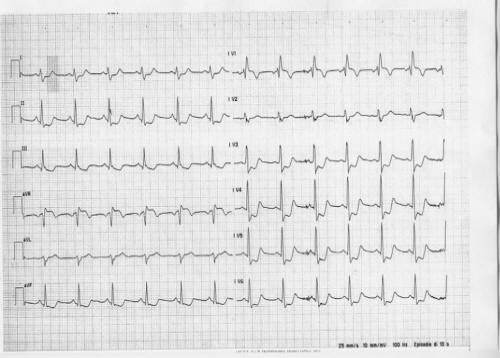 I
I V1
II
I V2
III
I V3
aVR
I V4
aVL
I V5
aVF
I V6
25 mm/s 10 mm/mV 100 Hz Episodio di 10 s